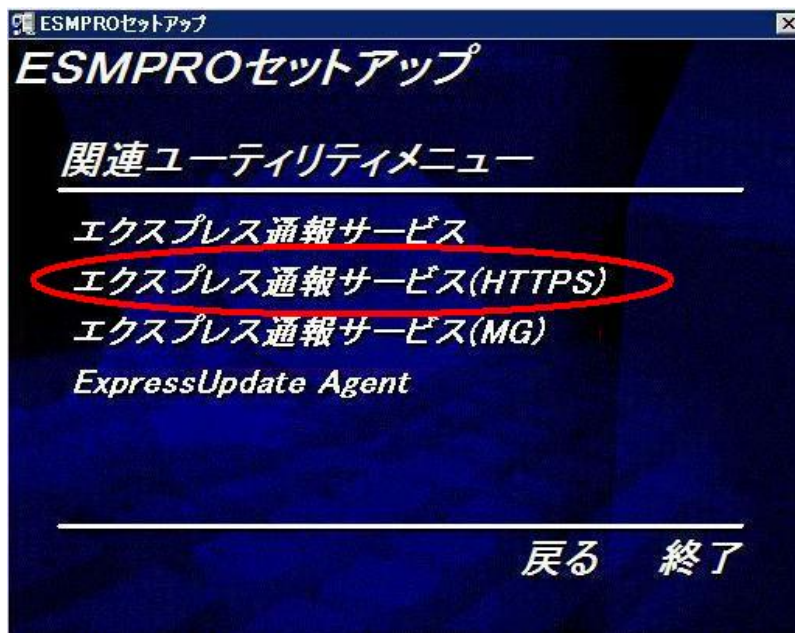 ESMPROセットアップ
ESMPROセットアップ
関連ユーティリティメニュー
エクスプレス通報サービス
エクスプレス通報サービス(HTTPS)
エクスプレス通報サービス(MG)
ExpressUpdate Agent
戻る 終了